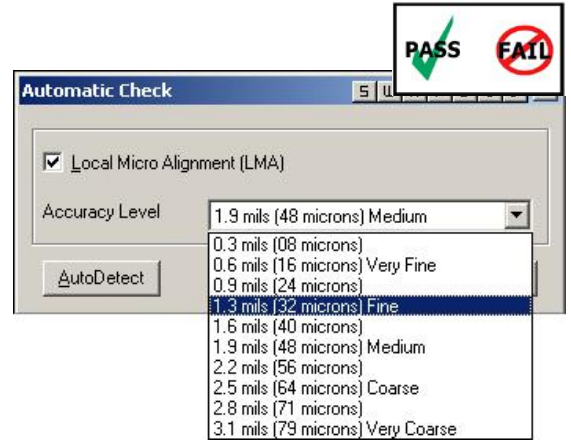 PASS FAIL
Automatic Check
Local Micro Alignment (LMA)
Accuracy Level
1.9 mils (48 microns) Medium
0.3 mils (08 microns)
0.6 mils (16 microns) Very Fine
AutoDetect
0.9 mils (24 microns)
1.3 mils (32 microns) Fine
1.6 mils (40 microns)
1.9 mils (48 microns) Medium
2.2 mils (56 microns)
2.5 mils (64 microns) Coarse
2.8 mils (71 microns)
3.1 mils (79 microns) Very Coarse